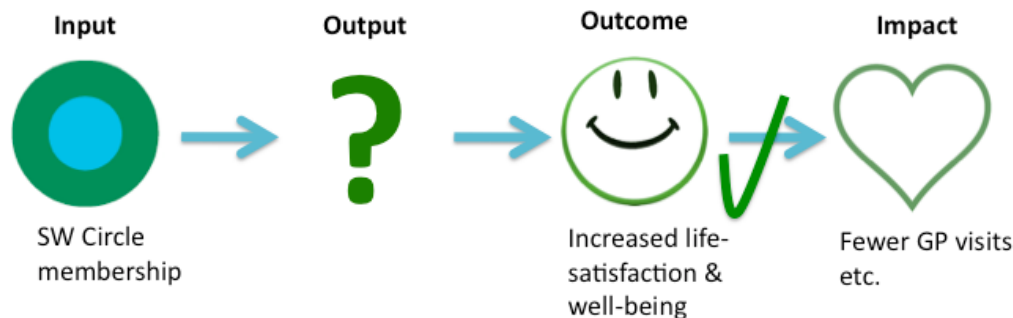 Input
Output
Outcome
Impact
?
SW Circle
membership
Increased life-
satisfaction &
well-being
Fewer GP visits
etc.